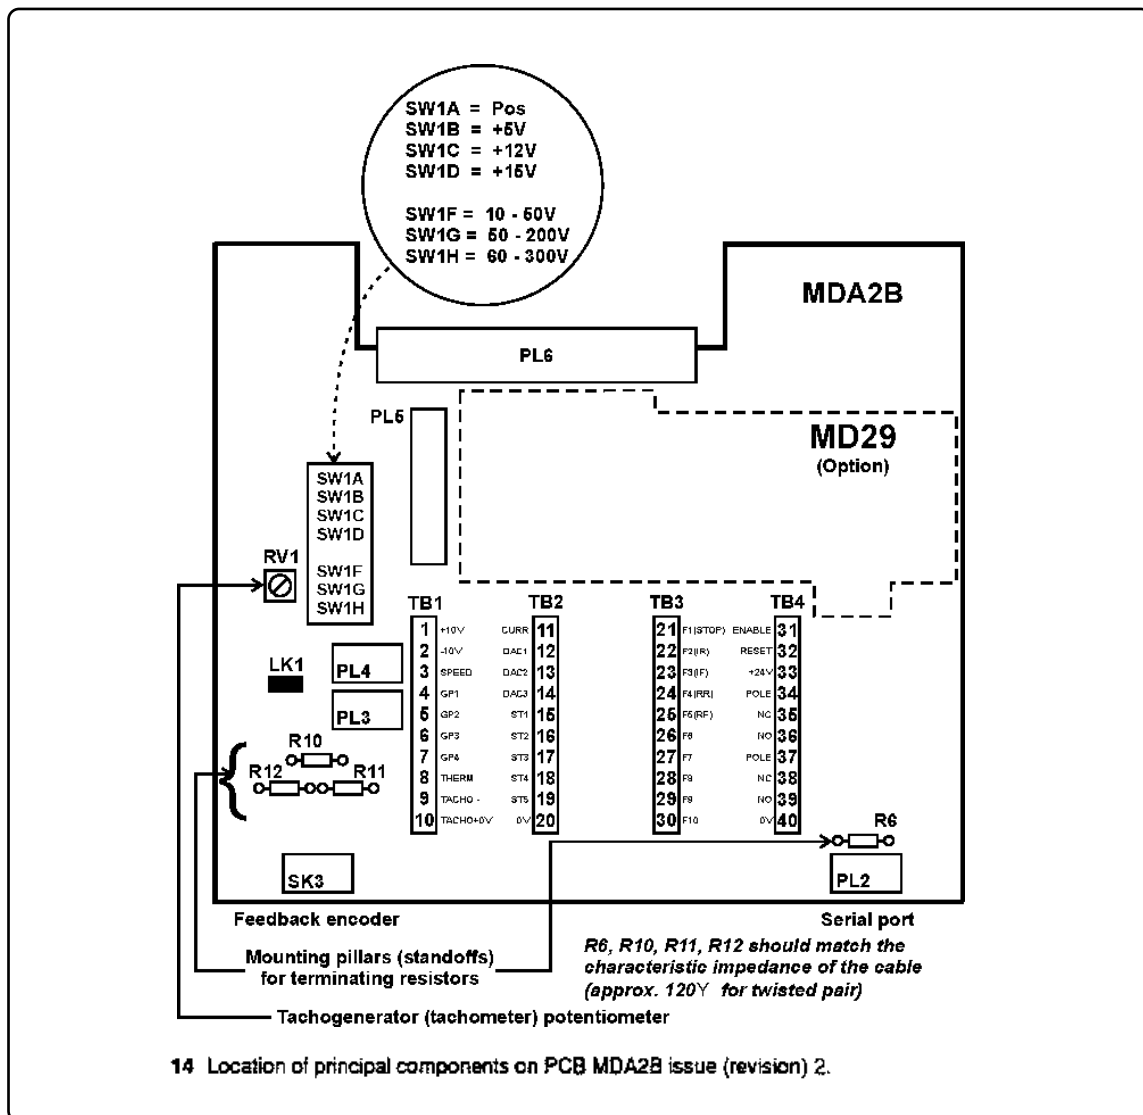 SW1A = Pos
SW1B = +5V
SW1C = +12V
SW1D = +15V
SW1F = 10 - 50V
SW1G = 50 - 200V
SW1H = 60 - 300V
MDA2B
PL6
PL5
MD29
(Option)
SW1A
SW1B
SW1C
SW1D
SW1F
SW1G
SW1H
RV1
LK1
PL4
PL3
R10
R12
R11
SK3
TB1
1 +10V
2 -10V
3 SPEED
4 GP1
5 GP2
6 GP3
7 GP4
8 THERM
9 TACHO -
10 TACHO+0V
TB2
CURR 11
DAC1 12
DAC2 13
DAC3 14
ST1 15
ST2 16
ST3 17
ST4 18
ST5 19
0V 20
TB3
21 F1(STOP)
22 F2(IR)
23 F3(IF)
24 F4(RR)
25 F5(RF)
26 F6
27 F7
28 F8
29 F9
30 F10
TB4
ENABLE 31
RESET 32
+24V 33
POLE 34
NC 35
NO 36
POLE 37
NC 38
NO 39
0V 40
R6
PL2
Feedback encoder
Serial port
Mounting pillars (standoffs)
for terminating resistors
R6, R10, R11, R12 should match the
characteristic impedance of the cable
(approx. 120Y for twisted pair)
Tachogenerator (tachometer) potentiometer
14 Location of principal components on PCB MDA2B issue (revision) 2.